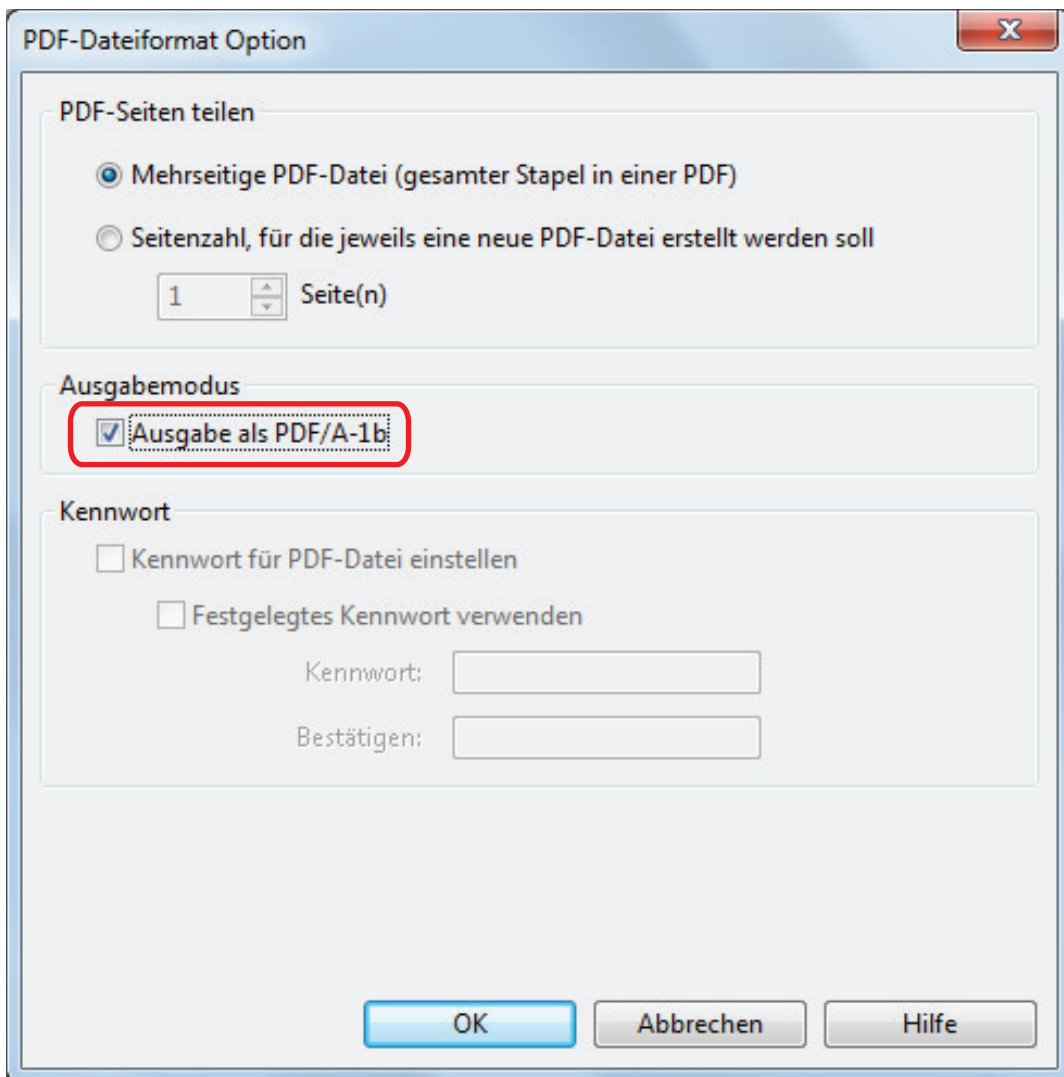 PDF-Dateiformat Option
PDF-Seiten teilen
Mehrseitige PDF-Datei (gesamter Stapel in einer PDF)
Seitenzahl, für die jeweils eine neue PDF-Datei erstellt werden soll
1 Seite(n)
Ausgabemodus
Ausgabe als PDF/A-1b
Kennwort
Kennwort für PDF-Datei einstellen
Festgelegtes Kennwort verwenden
Kennwort:
Bestätigen:
OK Abbrechen Hilfe